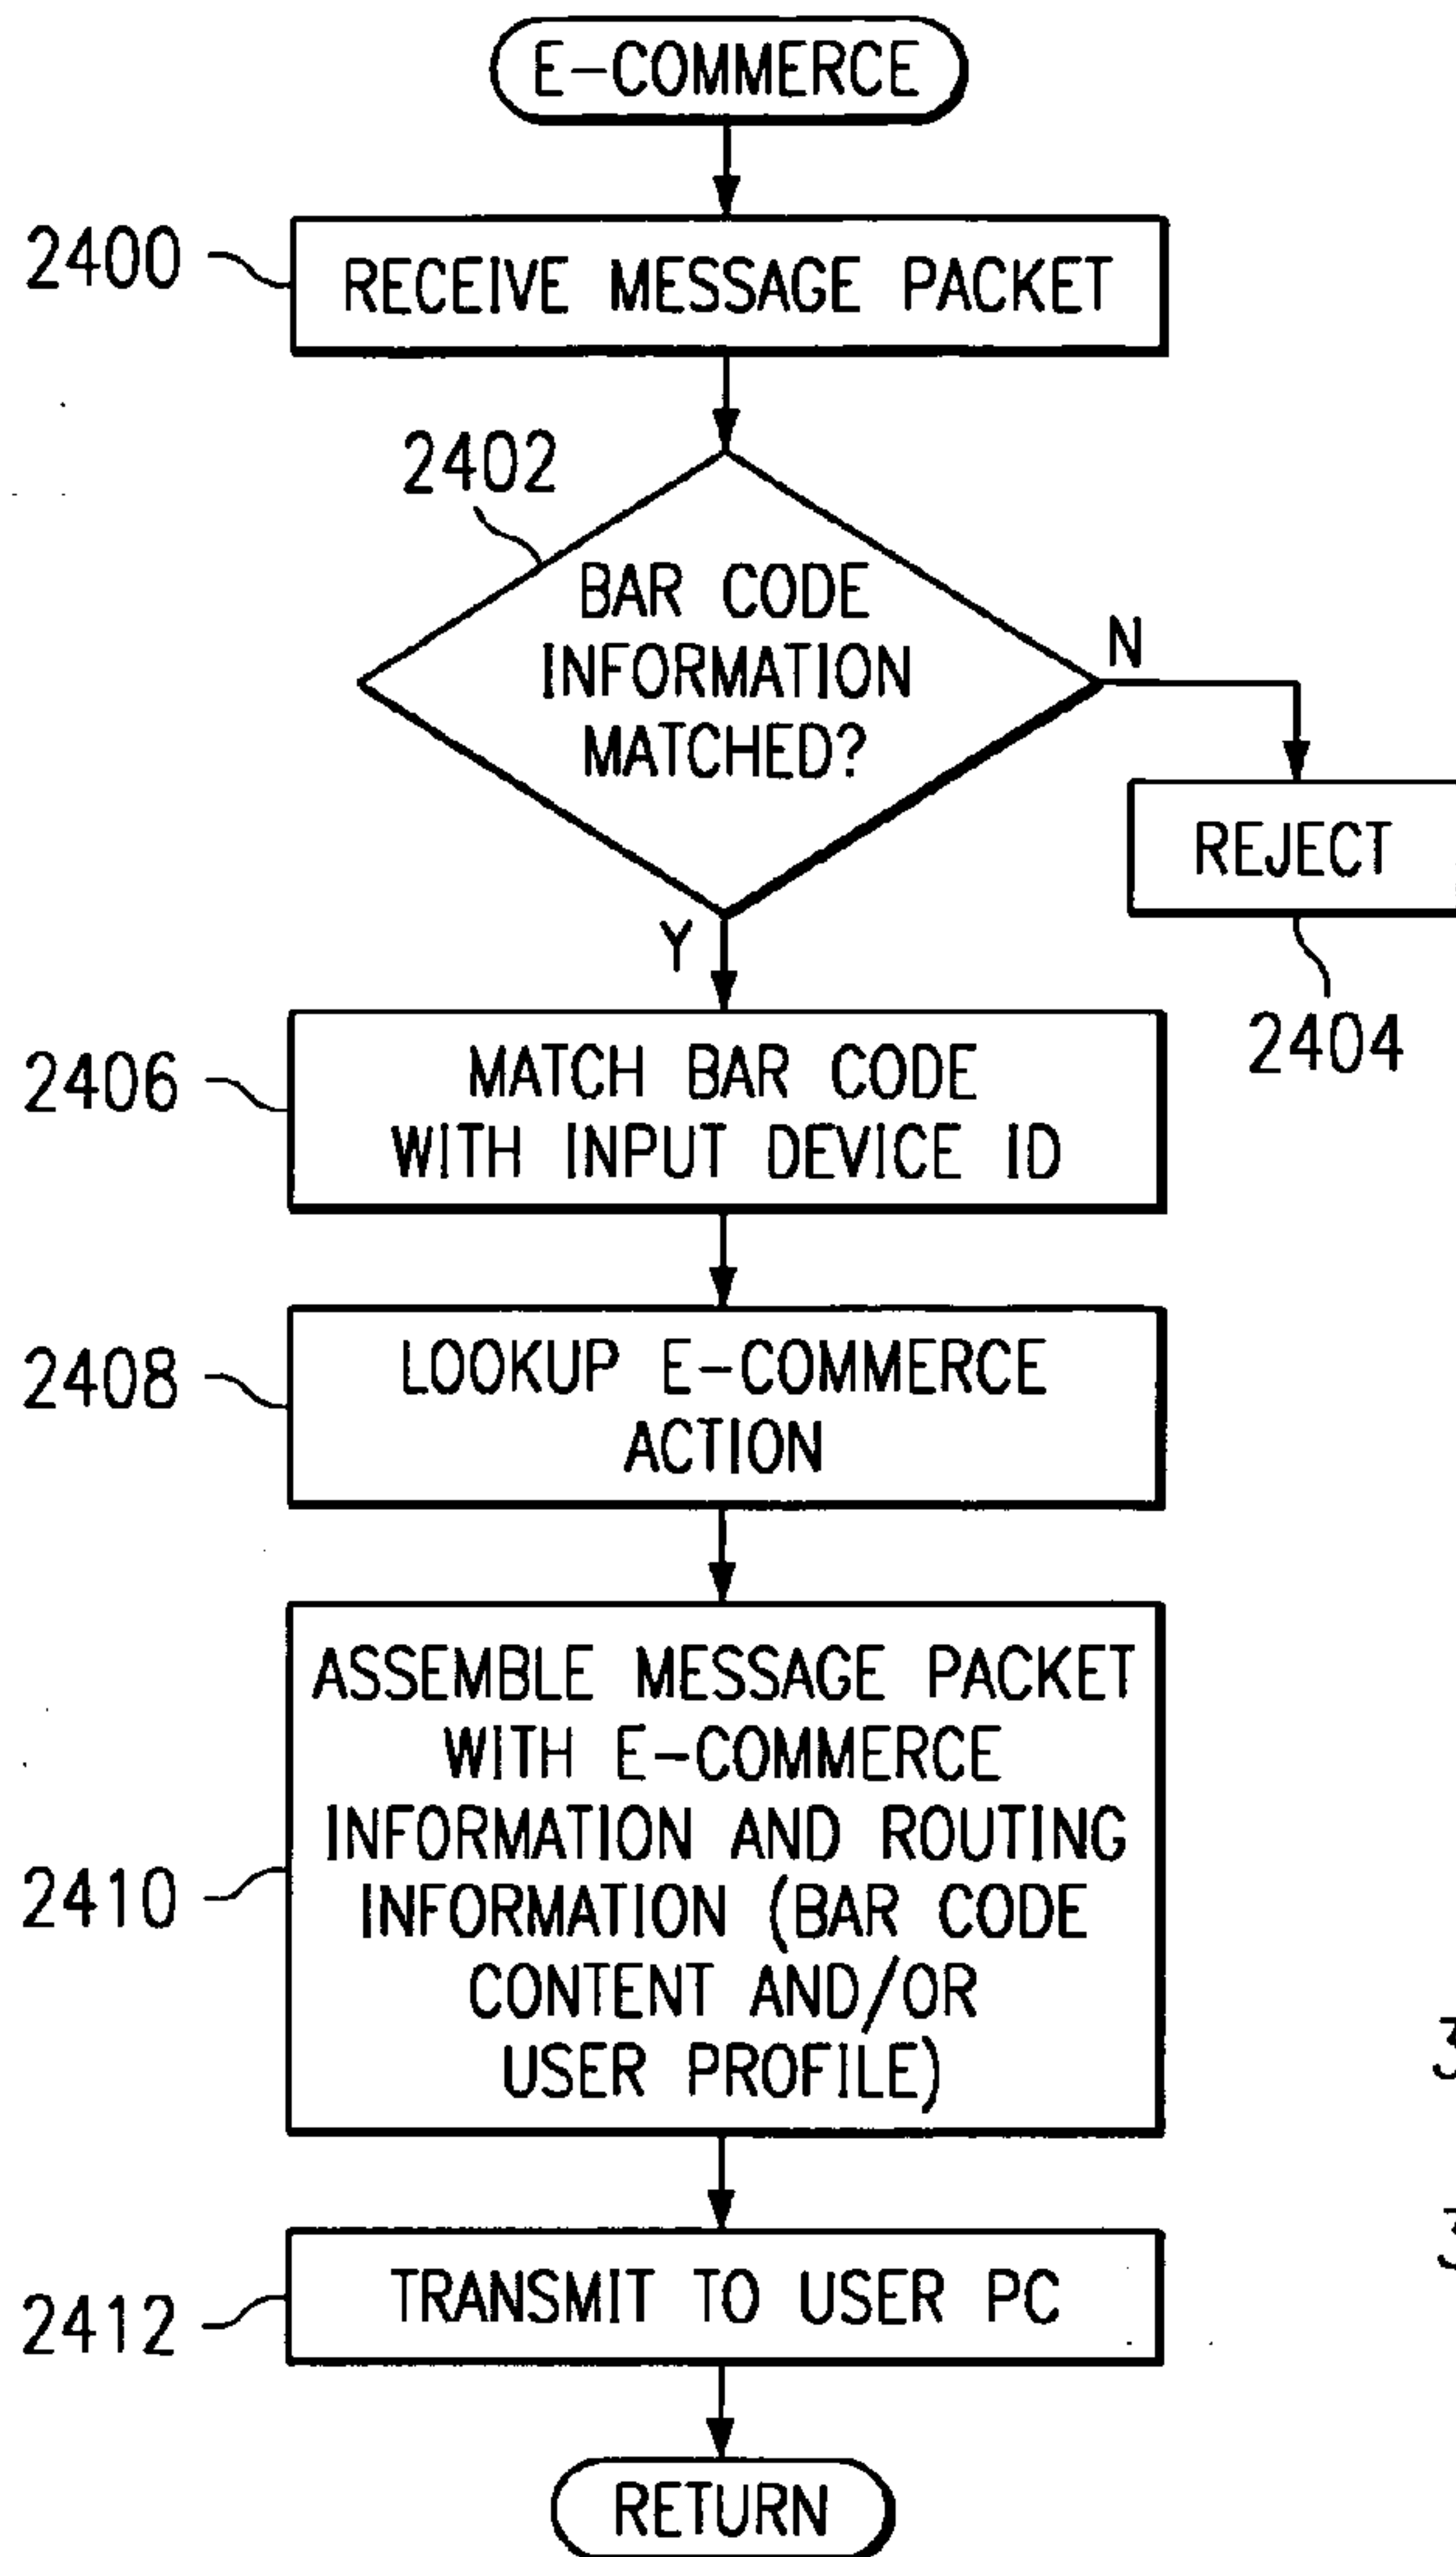 E-COMMERCE
2400
RECEIVE MESSAGE PACKET
2402
BAR CODE
INFORMATION
MATCHED?
N
REJECT
2404
Y
2406
MATCH BAR CODE
WITH INPUT DEVICE ID
2408
LOOKUP E-COMMERCE
ACTION
2410
ASSEMBLE MESSAGE PACKET
WITH E-COMMERCE
INFORMATION AND ROUTING
INFORMATION (BAR CODE
CONTENT AND/OR
USER PROFILE)
2412
TRANSMIT TO USER PC
RETURN